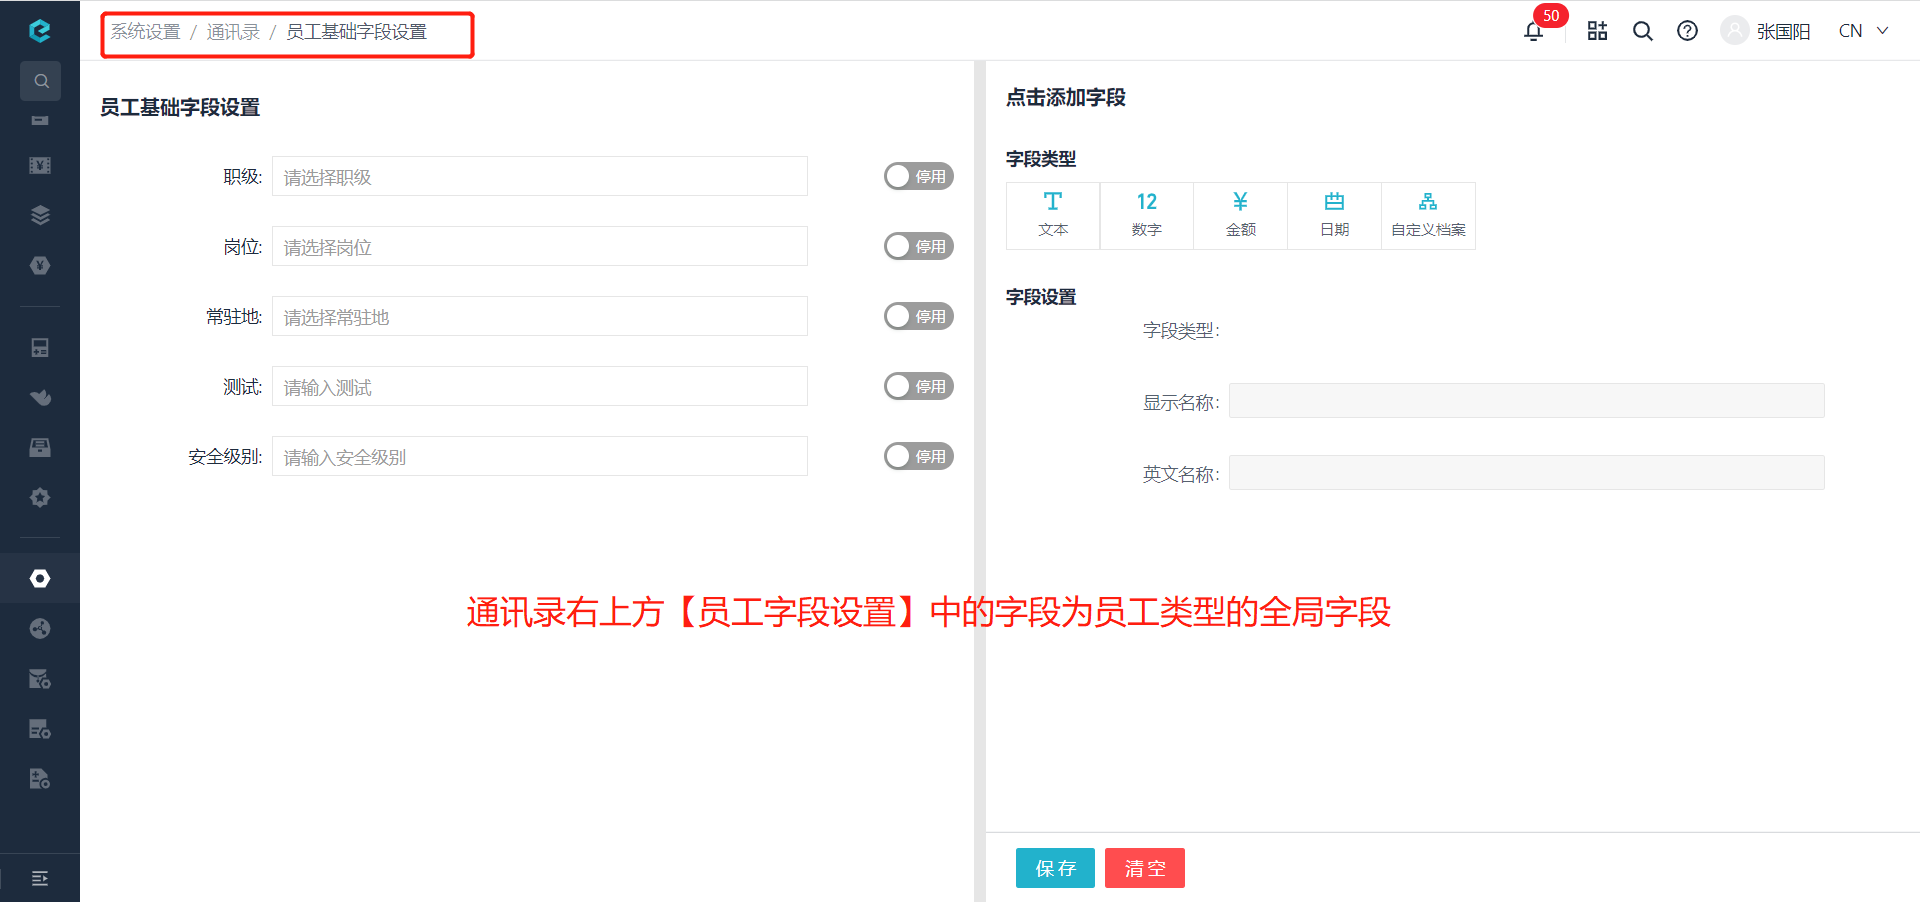 系统设置 / 通讯录 / 员工基础字段设置
50
张国阳
CN
员工基础字段设置
职级: 请选择职级 停用
岗位: 请选择岗位 停用
常驻地: 请选择常驻地 停用
测试: 请输入测试 停用
安全级别: 请输入安全级别 停用
点击添加字段
字段类型
12
文本 数字 金额 日期 自定义档案
字段设置
字段类型:
显示名称:
英文名称:
通讯录右上方【员工字段设置】中的字段为员工类型的全局字段
保存 清空